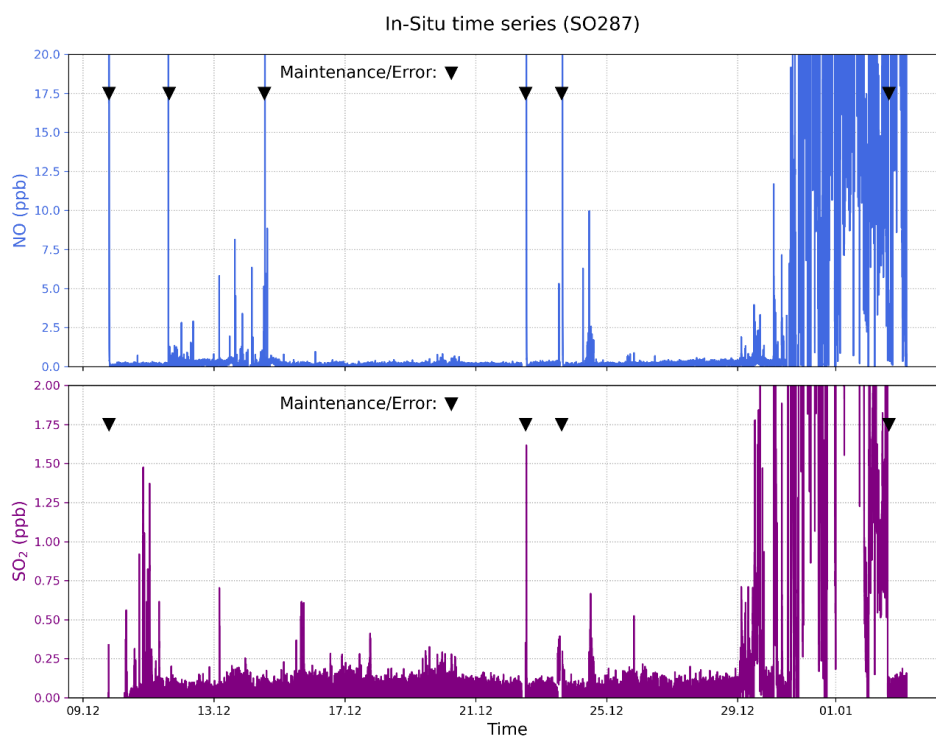 In-Situ time series (SO287)
Maintenance/Error:
NO (ppb)
20.0
17.5
15.0
12.5
10.0
7.5
5.0
2.5
0.0
Maintenance/Error:
SO₂ (ppb)
2.00
1.75
1.50
1.25
1.00
0.75
0.50
0.25
0.00
09.12 13.12 17.12 21.12 25.12 29.12 01.01
Time